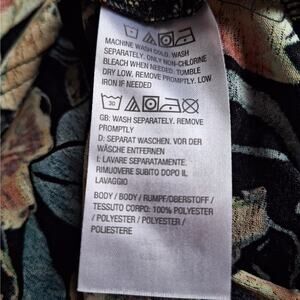 MACHINE WASH COLD. WASH
SEPARATELY. ONLY NON-CHLORINE
BLEACH WHEN NEEDED. TUMBLE
DRY LOW. REMOVE PROMPTLY. LOW
IRON IF NEEDED
30
GB: WASH SEPARATELY. REMOVE
PROMPTLY
D: SEPARAT WASCHEN. VOR DER
WÄSCHE ENTFERNEN
I: LAVARE SEPARATAMENTE.
RIMUOVERE SUBITO DOPO IL
LAVAGGIO
BODY / BODY / RUMPF/OBERSTOFF /
TESSUTO CORPO: 100% POLYESTER
/ POLYESTER / POLYESTER /
POLIESTERE